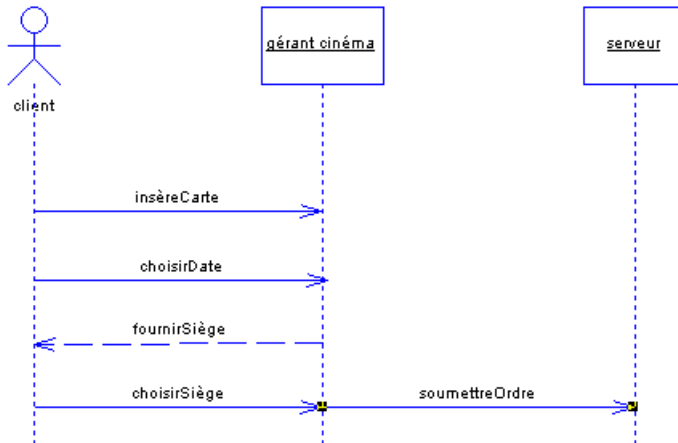 gérant cinéma
serveur
client
insèreCarte
choisirDate
fournirSiège
choisirSiège
soumettreOrdre